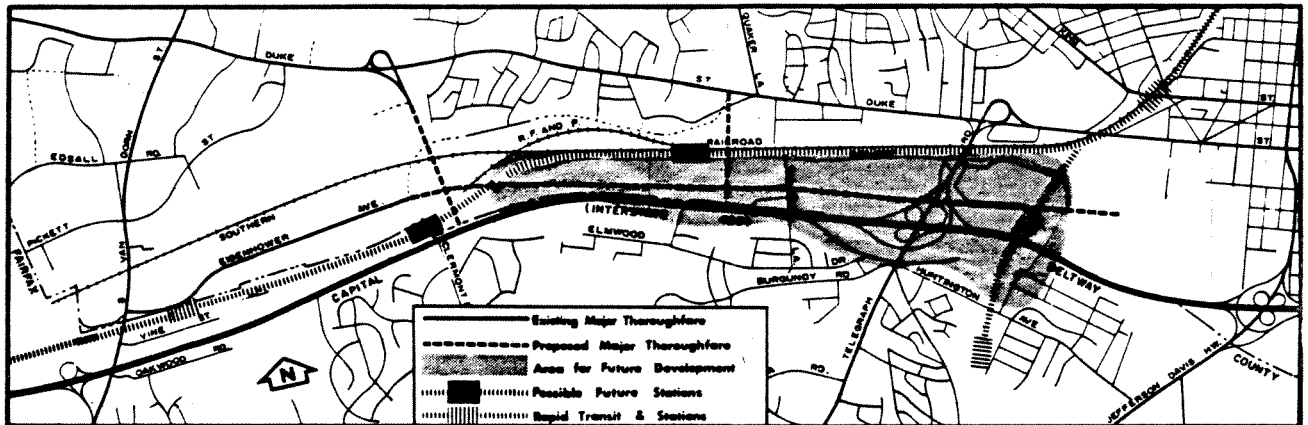 DUKE
ST
DUKE
ST.
QUAKER
LA.
KING
VAN
DORN
ST
EDSALL
RD
PICKETT
ST
FAIRFAX
SOUTHERN
R.F. AND P.
RAILROAD
EISENHOWER AVE.
CLERMONT
CAPITAL
BELTWAY
ELMWOOD
LA
DR
BURGUNDY RD
TELEGRAPH
RD.
RD.
HUNTINGTON AVE.
JEFFERSON DAVIS HW.
COUNTY
VINE ST
OAKWOOD RD.
N
Existing Major Thoroughfare
Proposed Major Thoroughfare
Area for Future Development
Possible Future Stations
Rapid Transit & Stations